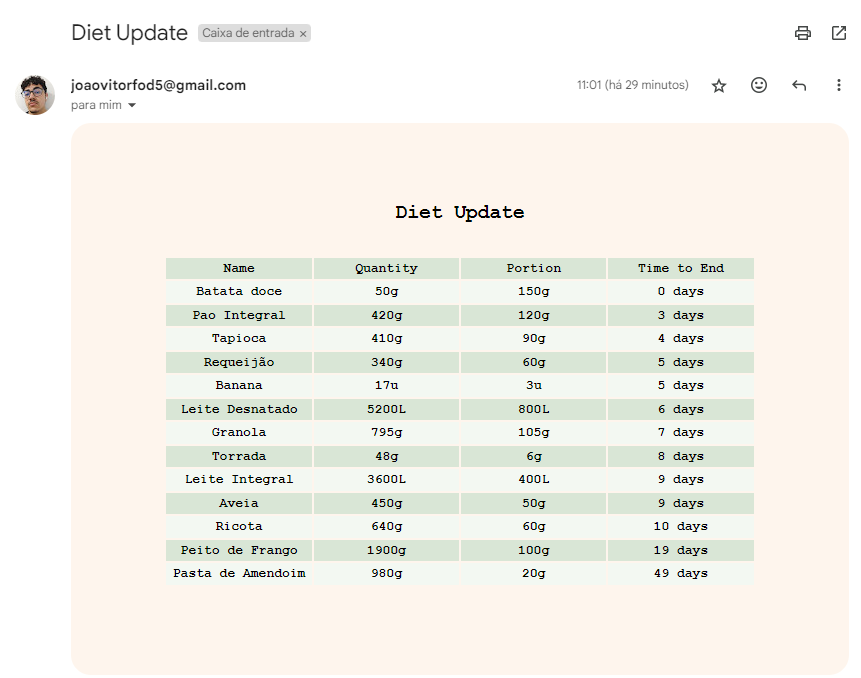 Diet Update Caixa de entrada ×
joaovitorfod5@gmail.com 11:01 (há 29 minutos)
para mim
Diet Update
Name Quantity Portion Time to End
Batata doce 50g 150g 0 days
Pao Integral 420g 120g 3 days
Tapioca 410g 90g 4 days
Requeijão 340g 60g 5 days
Banana 17u 3u 5 days
Leite Desnatado 5200L 800L 6 days
Granola 795g 105g 7 days
Torrada 48g 6g 8 days
Leite Integral 3600L 400L 9 days
Aveia 450g 50g 9 days
Ricota 640g 60g 10 days
Peito de Frango 1900g 100g 19 days
Pasta de Amendoim 980g 20g 49 days